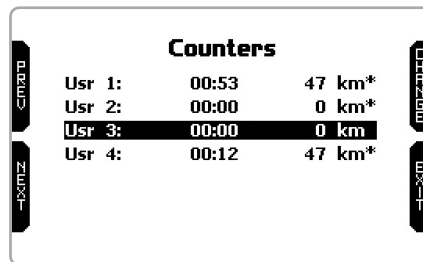 Counters
PREV
CHANGE
Usr 1: 00:53 47 km*
Usr 2: 00:00 0 km*
Usr 3: 00:00 0 km
Usr 4: 00:12 47 km*
NEXT
EXIT